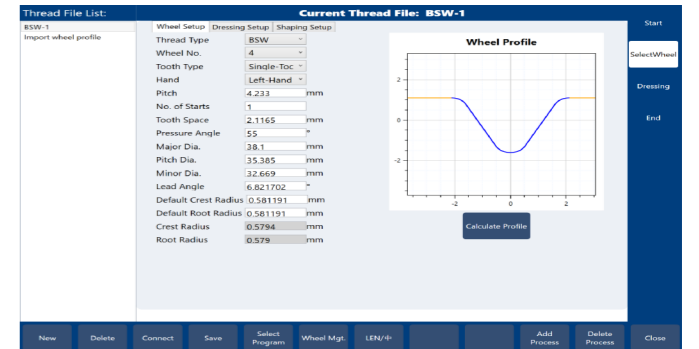 Thread File List:
Current Thread File: BSW-1
BSW-1
Import wheel profile
Wheel Setup Dressing Setup Shaping Setup
Thread Type BSW
Wheel No. 4
Tooth Type Single-Toc
Hand Left-Hand
Pitch 4.233 mm
No. of Starts 1
Tooth Space 2.1165 mm
Pressure Angle 55 °
Major Dia. 38.1 mm
Pitch Dia. 35.385 mm
Minor Dia. 32.669 mm
Lead Angle 6.821702 °
Default Crest Radius 0.581191 mm
Default Root Radius 0.581191 mm
Crest Radius 0.5794 mm
Root Radius 0.579 mm
Wheel Profile
2
0
-2
-2 0 2
Calculate Profile
Start
SelectWheel
Dressing
End
New Delete Connect Save Select Program Wheel Mgt. LEN/中 Add Process Delete Process Close